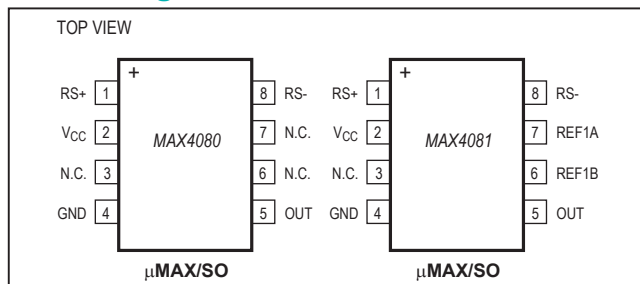 TOP VIEW
+
RS+ 1 8 RS-
VCC 2 MAX4080 7 N.C.
N.C. 3 6 N.C.
GND 4 5 OUT
μMAX/SO
+
RS+ 1 8 RS-
VCC 2 MAX4081 7 REF1A
N.C. 3 6 REF1B
GND 4 5 OUT
μMAX/SO